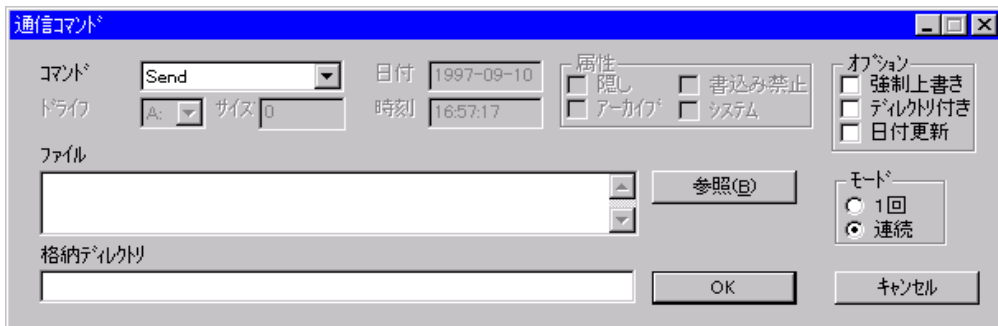 通信ｺﾏﾝﾄﾞ
ｺﾏﾝﾄﾞ Send 日付 1997-09-10 属性 ｵﾌﾟｼｮﾝ
隠し 書込み禁止 強制上書き
ﾄﾞﾗｲﾌ A: ｻｲｽﾞ 0 時刻 16:57:17 ｱｰｶｲﾌﾞ ｼｽﾃﾑ ﾃﾞｨﾚｸﾄﾘ付き
日付更新
ﾌｧｲﾙ
参照(B) ﾓｰﾄﾞ
1回
連続
格納ﾃﾞｨﾚｸﾄﾘ
OK ｷｬﾝｾﾙ